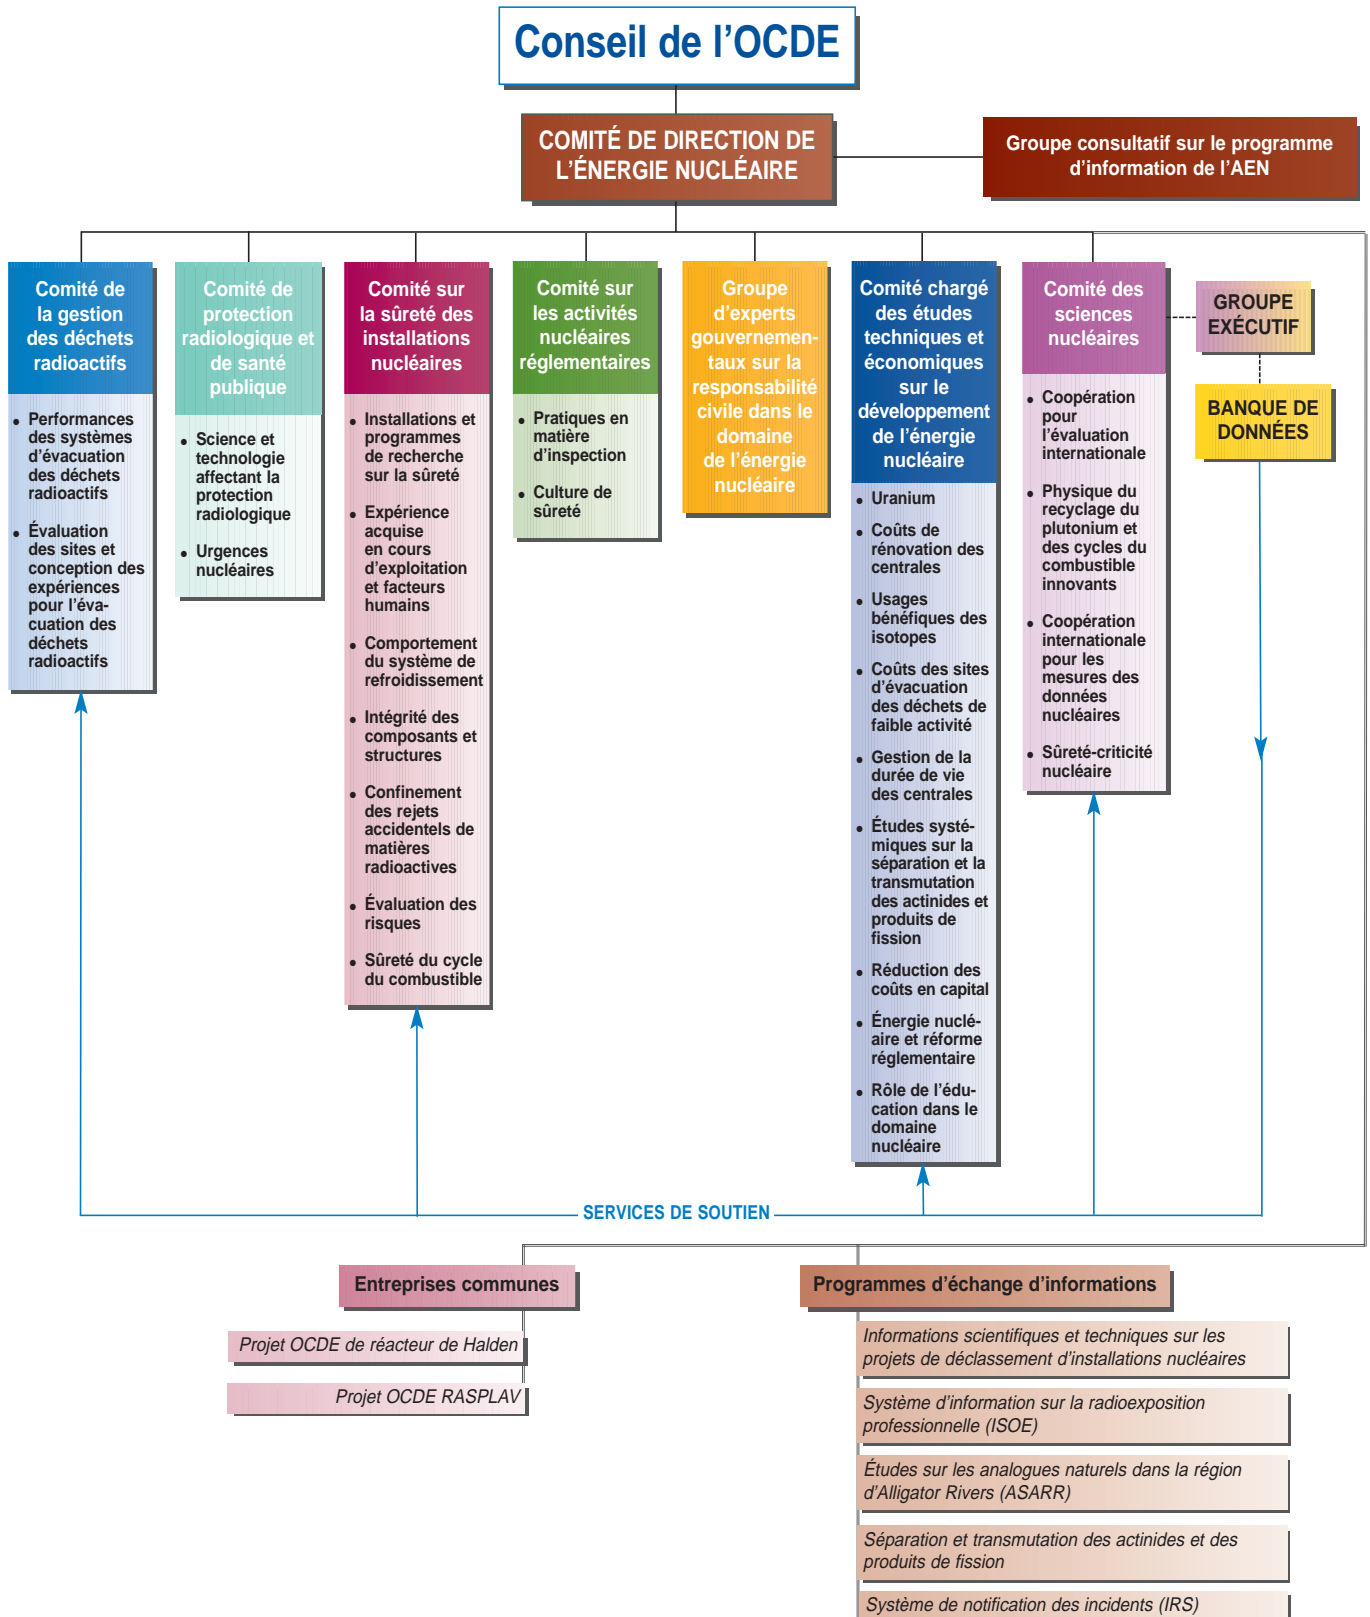 Conseil de l'OCDE
COMITÉ DE DIRECTION DE
L'ÉNERGIE NUCLÉAIRE
Groupe consultatif sur le programme
d'information de l'AEN
Comité de
la gestion
des déchets
radioactifs
• Performances
des systèmes
d'évacuation
des déchets
radioactifs
• Évaluation
des sites et
conception des
expériences
pour l'éva-
cuation des
déchets
radioactifs
Comité de
protection
radiologique et
de santé
publique
• Science et
technologie
affectant la
protection
radiologique
• Urgences
nucléaires
Comité sur
la sûreté des
installations
nucléaires
• Installations et
programmes
de recherche
sur la sûreté
• Expérience
acquise
en cours
d'exploitation
et facteurs
humains
• Comportement
du système de
refroidissement
• Intégrité des
composants et
structures
• Confinement
des rejets
accidentels de
matières
radioactives
• Évaluation des
risques
• Sûreté du cycle
du combustible
Comité sur
les activités
nucléaires
réglementaires
• Pratiques en
matière
d'inspection
• Culture de
sûreté
Groupe
d'experts
gouvernemen-
taux sur la
responsabilité
civile dans le
domaine
de l'énergie
nucléaire
Comité chargé
des études
techniques et
économiques
sur le
développement
de l'énergie
nucléaire
• Uranium
• Coûts de
rénovation des
centrales
• Usages
bénéfiques des
isotopes
• Coûts des sites
d'évacuation
des déchets de
faible activité
• Gestion de la
durée de vie
des centrales
• Études systé-
miques sur la
séparation et la
transmutation
des actinides et
produits de
fission
• Réduction des
coûts en capital
• Énergie nuclé-
aire et réforme
réglementaire
• Rôle de l'édu-
cation dans le
domaine
nucléaire
Comité des
sciences
nucléaires
• Coopération
pour
l'évaluation
internationale
• Physique du
recyclage du
plutonium et
des cycles du
combustible
innovants
• Coopération
internationale
pour les
mesures des
données
nucléaires
• Sûreté-criticité
nucléaire
GROUPE
EXÉCUTIF
BANQUE DE
DONNÉES
SERVICES DE SOUTIEN
Entreprises communes
Projet OCDE de réacteur de Halden
Projet OCDE RASPLAV
Programmes d'échange d'informations
Informations scientifiques et techniques sur les
projets de déclassement d'installations nucléaires
Système d'information sur la radioexposition
professionnelle (ISOE)
Études sur les analogues naturels dans la région
d'Alligator Rivers (ASARR)
Séparation et transmutation des actinides et des
produits de fission
Système de notification des incidents (IRS)